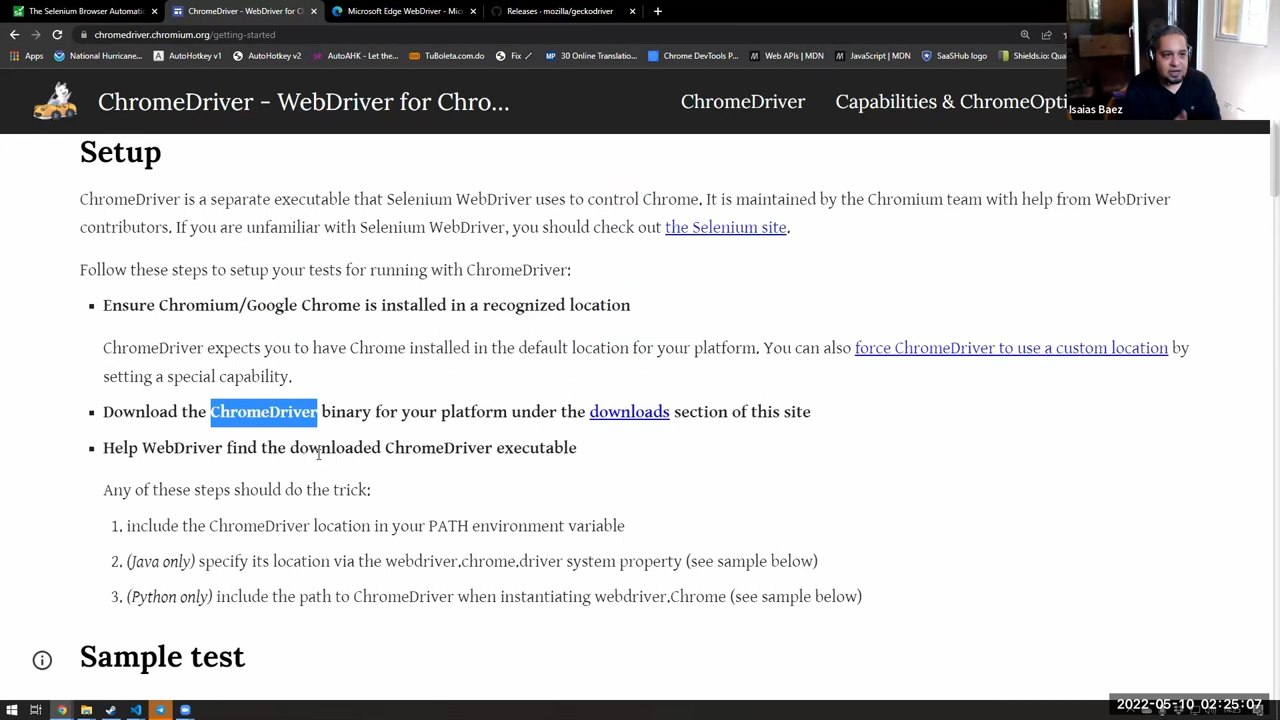 The Selenium Browser Automatic
ChromeDriver - WebDriver for C
Microsoft Edge WebDriver - Mic
Releases · mozilla/geckodriver
chromedriver.chromium.org/getting-started
Apps
National Hurricane...
AutoHotkey v1
AutoHotkey v2
AutoAHK - Let the...
TuBoleta.com.do
Fix /
30 Online Translatio...
Chrome DevTools P...
Web APIs | MDN
JavaScript | MDN
SaaSHub logo
Shields.io: Quali
Isaias Baez
ChromeDriver - WebDriver for Chro...
ChromeDriver
Capabilities & ChromeOpti
Setup
ChromeDriver is a separate executable that Selenium WebDriver uses to control Chrome. It is maintained by the Chromium team with help from WebDriver
contributors. If you are unfamiliar with Selenium WebDriver, you should check out the Selenium site.
Follow these steps to setup your tests for running with ChromeDriver:
▪ Ensure Chromium/Google Chrome is installed in a recognized location
ChromeDriver expects you to have Chrome installed in the default location for your platform. You can also force ChromeDriver to use a custom location by
setting a special capability.
▪ Download the ChromeDriver binary for your platform under the downloads section of this site
▪ Help WebDriver find the downloaded ChromeDriver executable
Any of these steps should do the trick:
1. include the ChromeDriver location in your PATH environment variable
2. (Java only) specify its location via the webdriver.chrome.driver system property (see sample below)
3. (Python only) include the path to ChromeDriver when instantiating webdriver.Chrome (see sample below)
Sample test
2022-05-10 02:25:07